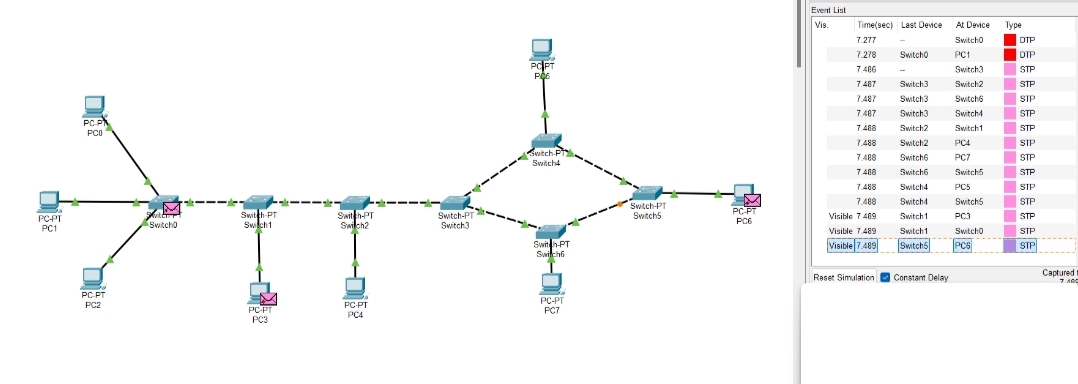 Event List
Vis. Time(sec) Last Device At Device Type
7.277 -- Switch0 DTP
7.278 Switch0 PC1 DTP
7.486 -- Switch3 STP
7.487 Switch3 Switch2 STP
7.487 Switch3 Switch6 STP
7.487 Switch3 Switch4 STP
7.488 Switch2 Switch1 STP
7.488 Switch2 PC4 STP
7.488 Switch6 PC7 STP
7.488 Switch6 Switch5 STP
7.488 Switch4 PC5 STP
7.488 Switch4 Switch5 STP
Visible 7.489 Switch1 PC3 STP
Visible 7.489 Switch1 Switch0 STP
Visible 7.489 Switch5 PC6 STP
Reset Simulation Constant Delay
Captured
PC-PT
PC-PT
PC0
Switch-PT
Switch4
PC-PT
PC1
Switch-PT
Switch0
Switch-PT
Switch1
Switch-PT
Switch2
Switch-PT
Switch3
Switch-PT
Switch5
PC-PT
PC6
Switch-PT
Switch6
PC-PT
PC2
PC-PT
PC3
PC-PT
PC4
PC-PT
PC7